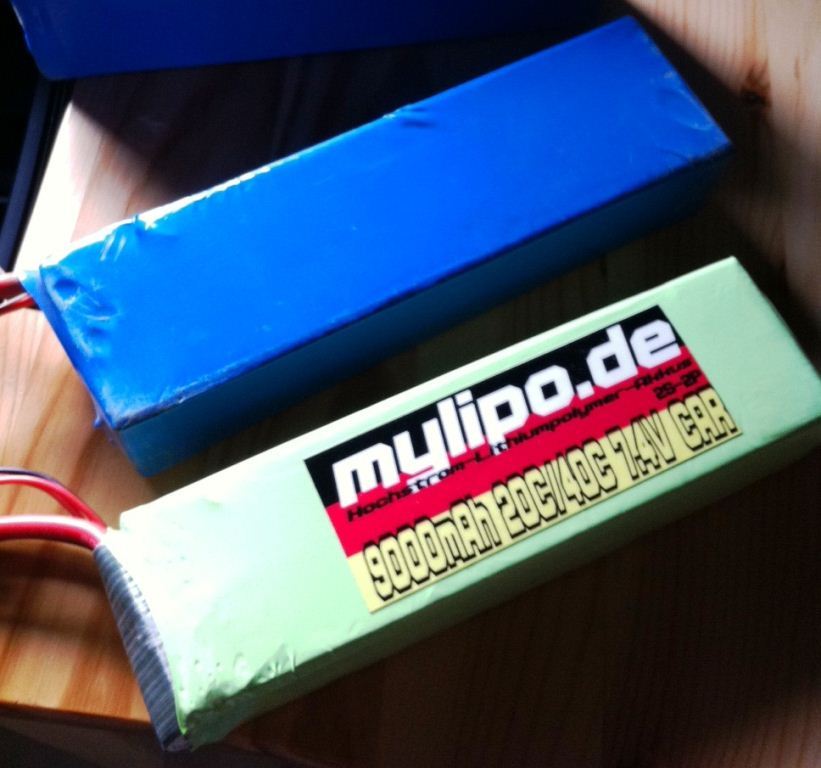 mylipo.de
Hochstrom-Lithiumpolymer-Akkus
2S-2P
9000mAh 20C/40C 7.4V CAR